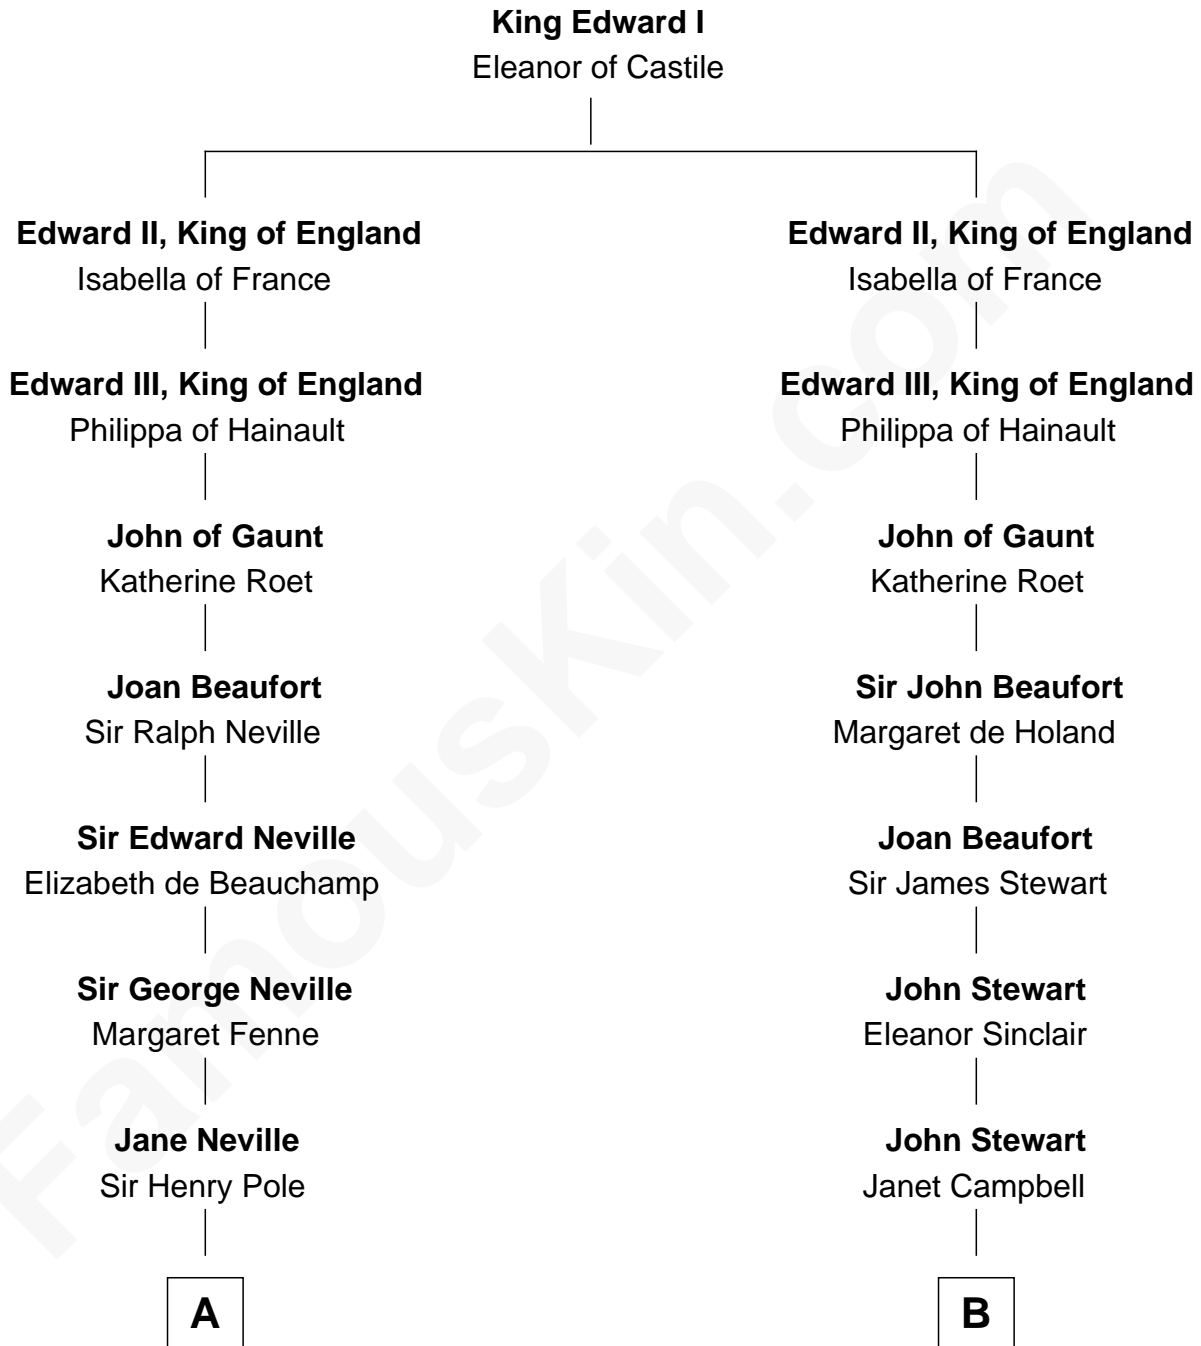 King Edward I
Eleanor of Castile
Edward II, King of England
Isabella of France
Edward III, King of England
Philippa of Hainault
John of Gaunt
Katherine Roet
Joan Beaufort
Sir Ralph Neville
Sir Edward Neville
Elizabeth de Beauchamp
Sir George Neville
Margaret Fenne
Jane Neville
Sir Henry Pole
A
Edward II, King of England
Isabella of France
Edward III, King of England
Philippa of Hainault
John of Gaunt
Katherine Roet
Sir John Beaufort
Margaret de Holand
Joan Beaufort
Sir James Stewart
John Stewart
Eleanor Sinclair
John Stewart
Janet Campbell
B
FamousKin.com